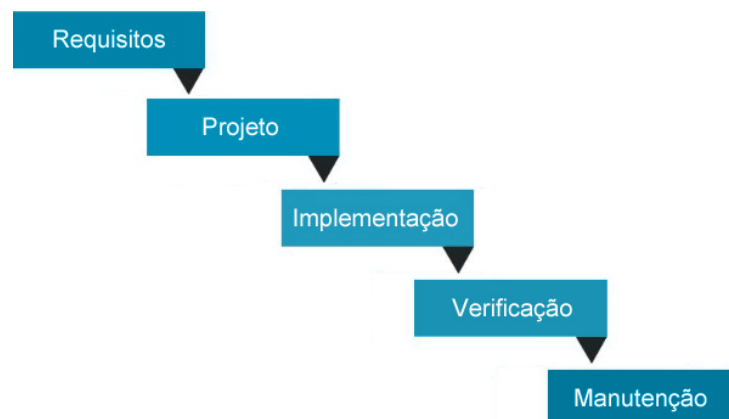 Requisitos
Projeto
Implementação
Verificação
Manutenção